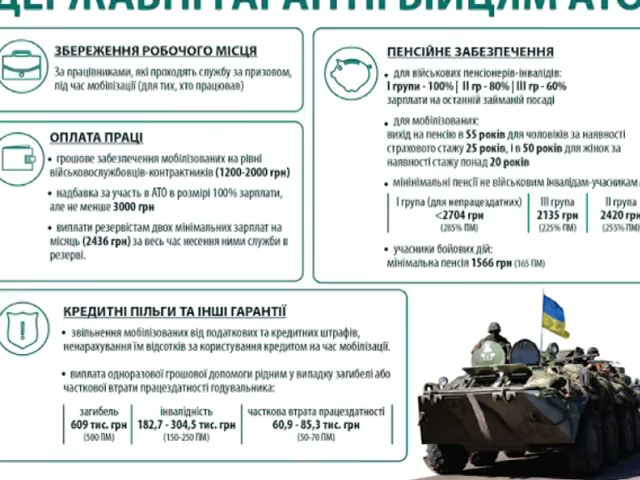 ДЕРЖАВНІ ГАРАНТІЇ БІЙЦЯМ АТО
ЗБЕРЕЖЕННЯ РОБОЧОГО МІСЦЯ
За працівниками, які проходять службу за призовом,
під час мобілізації (для тих, хто працював)
ОПЛАТА ПРАЦІ
• грошове забезпечення мобілізованих на рівні
військовослужбовців-контрактників (1200-2000 грн)
• надбавка за участь в АТО в розмірі 100% зарплати,
але не менше 3000 грн
• виплати резервістам двох мінімальних зарплат на
місяць (2436 грн) за весь час несення ними служби в
резерві.
ПЕНСІЙНЕ ЗАБЕЗПЕЧЕННЯ
• для військових пенсіонерів-інвалідів:
І групи - 100% | ІІ гр - 80% | ІІІ гр - 60%
зарплати на останній займаній посаді
• для мобілізованих:
вихід на пенсію в 55 років для чоловіків за наявності
страхового стажу 25 років, і в 50 років для жінок за
наявності стажу понад 20 років
• мінінімальні пенсії не військовим інвалідам-учасникам
І група (для непрацездатних) ІІІ група ІІ група
<2704 грн 2135 грн 2420 грн
(285% ПМ) (225% ПМ) (255% ПМ)
• учасники бойових дій:
мінімальна пенсія 1566 грн (165 ПМ)
КРЕДИТНІ ПІЛЬГИ ТА ІНШІ ГАРАНТІЇ
• звільнення мобілізованих від податкових та кредитних штрафів,
ненарахування їм відсотків за користування кредитом на час мобілізації.
• виплата одноразової грошової допомоги рідним у випадку загибелі або
часткової втрати працездатності годувальника:
загибель інвалідність часткова втрата працездатності
609 тис. грн 182,7 - 304,5 тис. грн 60,9 - 85,3 тис. грн
(500 ПМ) (150-250 ПМ) (50-70 ПМ)